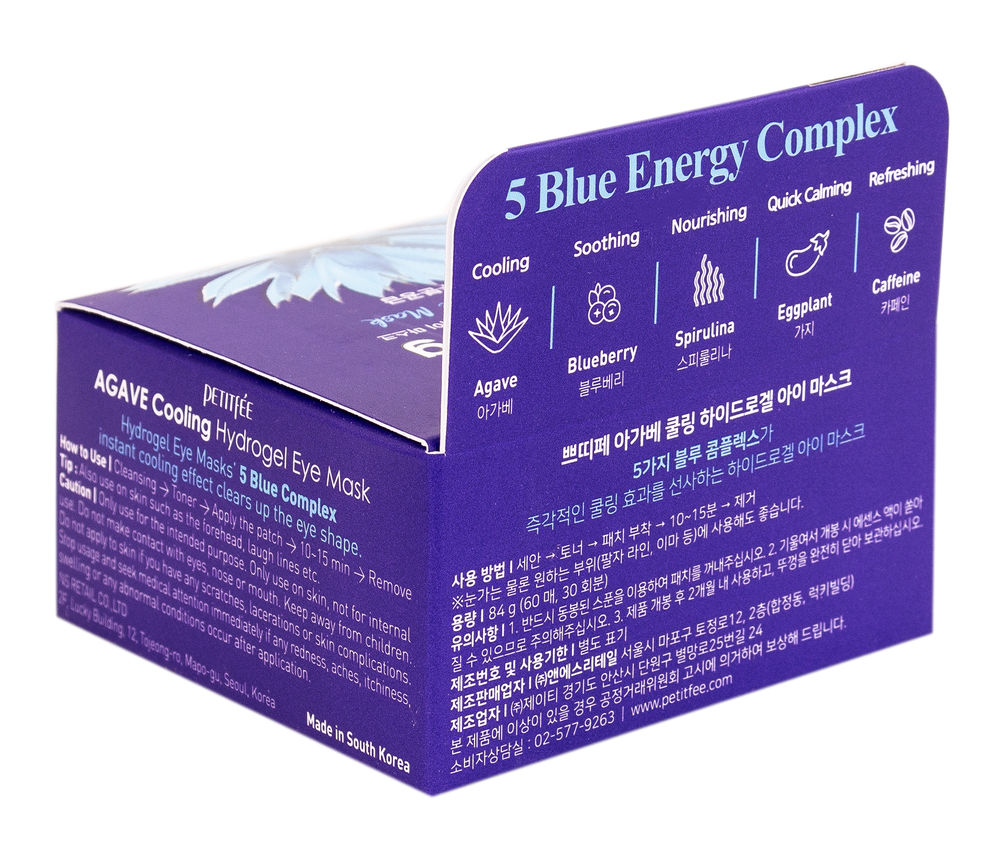 5 Blue Energy Complex
Cooling
Soothing
Nourishing
Quick Calming
Refreshing
Agave
아가베
Blueberry
블루베리
Spirulina
스피룰리나
Eggplant
가지
Caffeine
카페인
쁘띠페 아가베 쿨링 하이드로겔 아이 마스크
5가지 블루 콤플렉스가
즉각적인 쿨링 효과를 선사하는 하이드로겔 아이 마스크
사용 방법 | 세안 → 토너 → 패치 부착 → 10~15분 → 제거
※눈가는 물론 원하는 부위(팔자 라인, 이마 등)에 사용해도 좋습니다.
용량 | 84 g (60 매, 30 회분)
유의사항 | 1. 반드시 동봉된 스푼을 이용하여 패치를 꺼내주십시오. 2. 기울여서 개봉 시 에센스 액이 쏟아
질 수 있으므로 주의해주십시오. 3. 제품 개봉 후 2개월 내 사용하고, 뚜껑을 완전히 닫아 보관하십시오.
제조번호 및 사용기한 | 별도 표기
제조판매업자 | ㈜앤에스리테일 서울시 마포구 토정로12, 2층(합정동, 럭키빌딩)
제조업자 | ㈜제이티 경기도 안산시 단원구 별망로25번길 24
본 제품에 이상이 있을 경우 공정거래위원회 고시에 의거하여 보상해 드립니다.
소비자상담실 : 02-577-9263 | www.petitfee.com
Mask
이 마스크
PETITFÉE
AGAVE Cooling Hydrogel Eye Mask
Hydrogel Eye Masks' 5 Blue Complex
instant cooling effect clears up the eye shape.
How to Use | Cleansing → Toner → Apply the patch → 10-15 min → Remove
Tip : Also use on skin such as the forehead, laugh lines etc.
Caution | Only use for the intended purpose. Only use on skin, not for internal
use. Do not make contact with eyes, nose or mouth. Keep away from children.
Do not apply to skin if you have any scratches, lacerations or skin complications.
Stop usage and seek medical attention immediately if any redness, aches, itchiness,
swelling or any abnormal conditions occur after application.
NS RETAIL CO.,LTD
2F, Lucky Building, 12, Tojeong-ro, Mapo-gu, Seoul, Korea
Made in South Korea